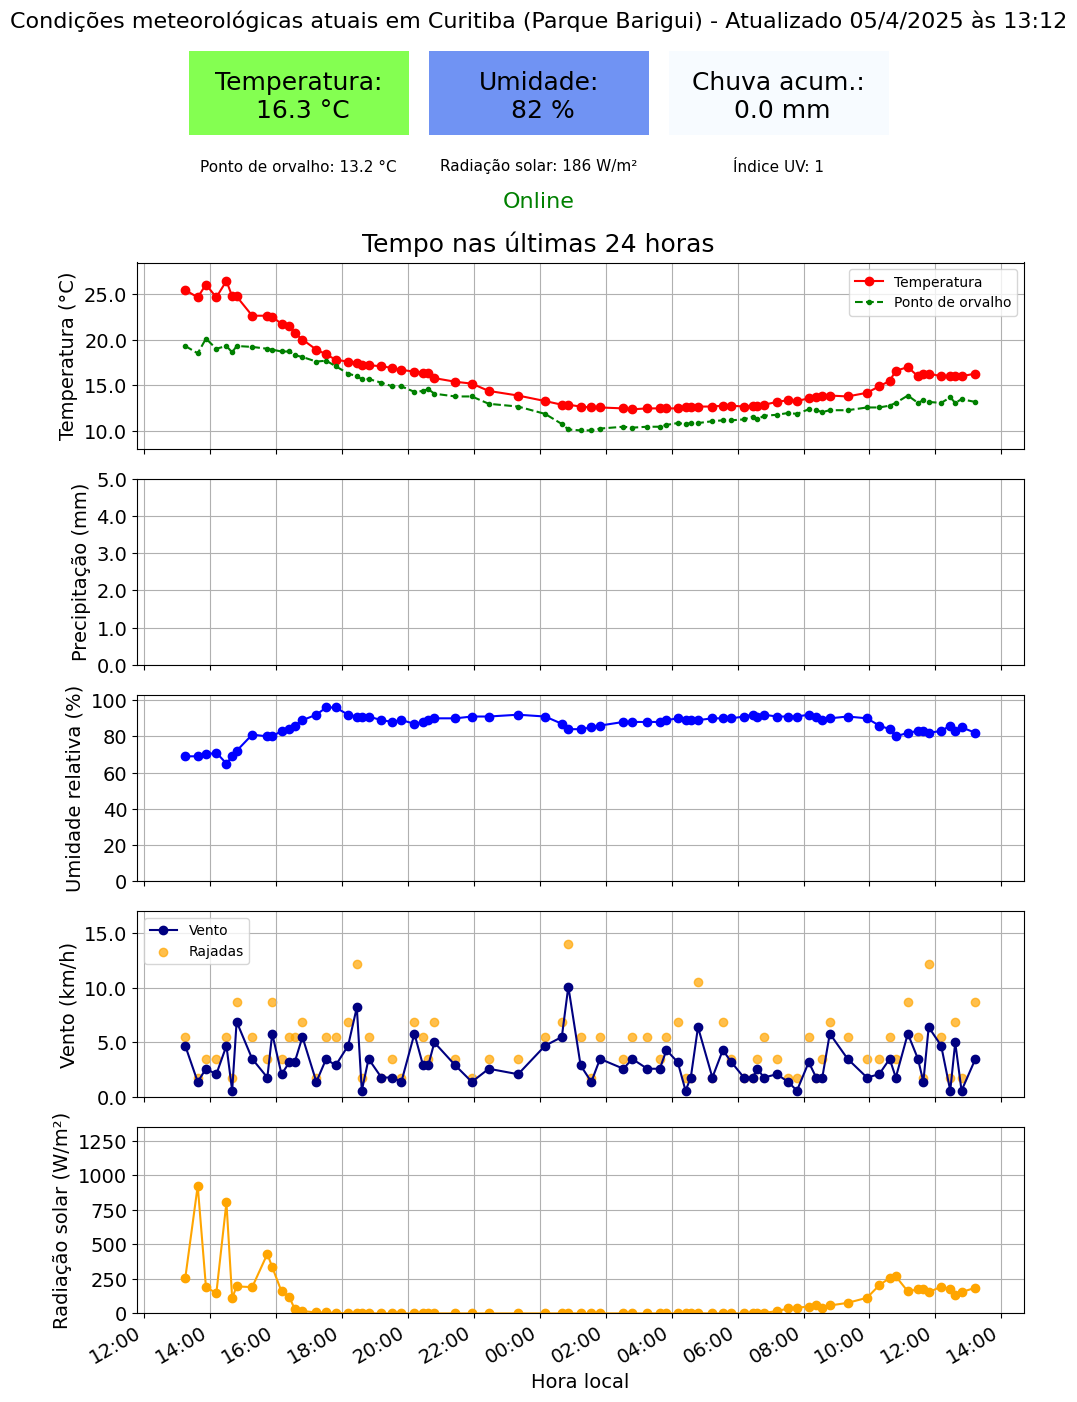 Condições meteorológicas atuais em Curitiba (Parque Barigui) - Atualizado 05/4/2025 às 13:12
Temperatura:
16.3 °C
Umidade:
82 %
Chuva acum.:
0.0 mm
Ponto de orvalho: 13.2 °C
Radiação solar: 186 W/m²
Índice UV: 1
Online
Tempo nas últimas 24 horas
Temperatura (°C)
25.0
20.0
15.0
10.0
Temperatura
Ponto de orvalho
Precipitação (mm)
5.0
4.0
3.0
2.0
1.0
0.0
Umidade relativa (%)
100
80
60
40
20
0
Vento (km/h)
15.0
10.0
5.0
0.0
Vento
Rajadas
Radiação solar (W/m²)
1250
1000
750
500
250
0
12:00 14:00 16:00 18:00 20:00 22:00 00:00 02:00 04:00 06:00 08:00 10:00 12:00 14:00
Hora local